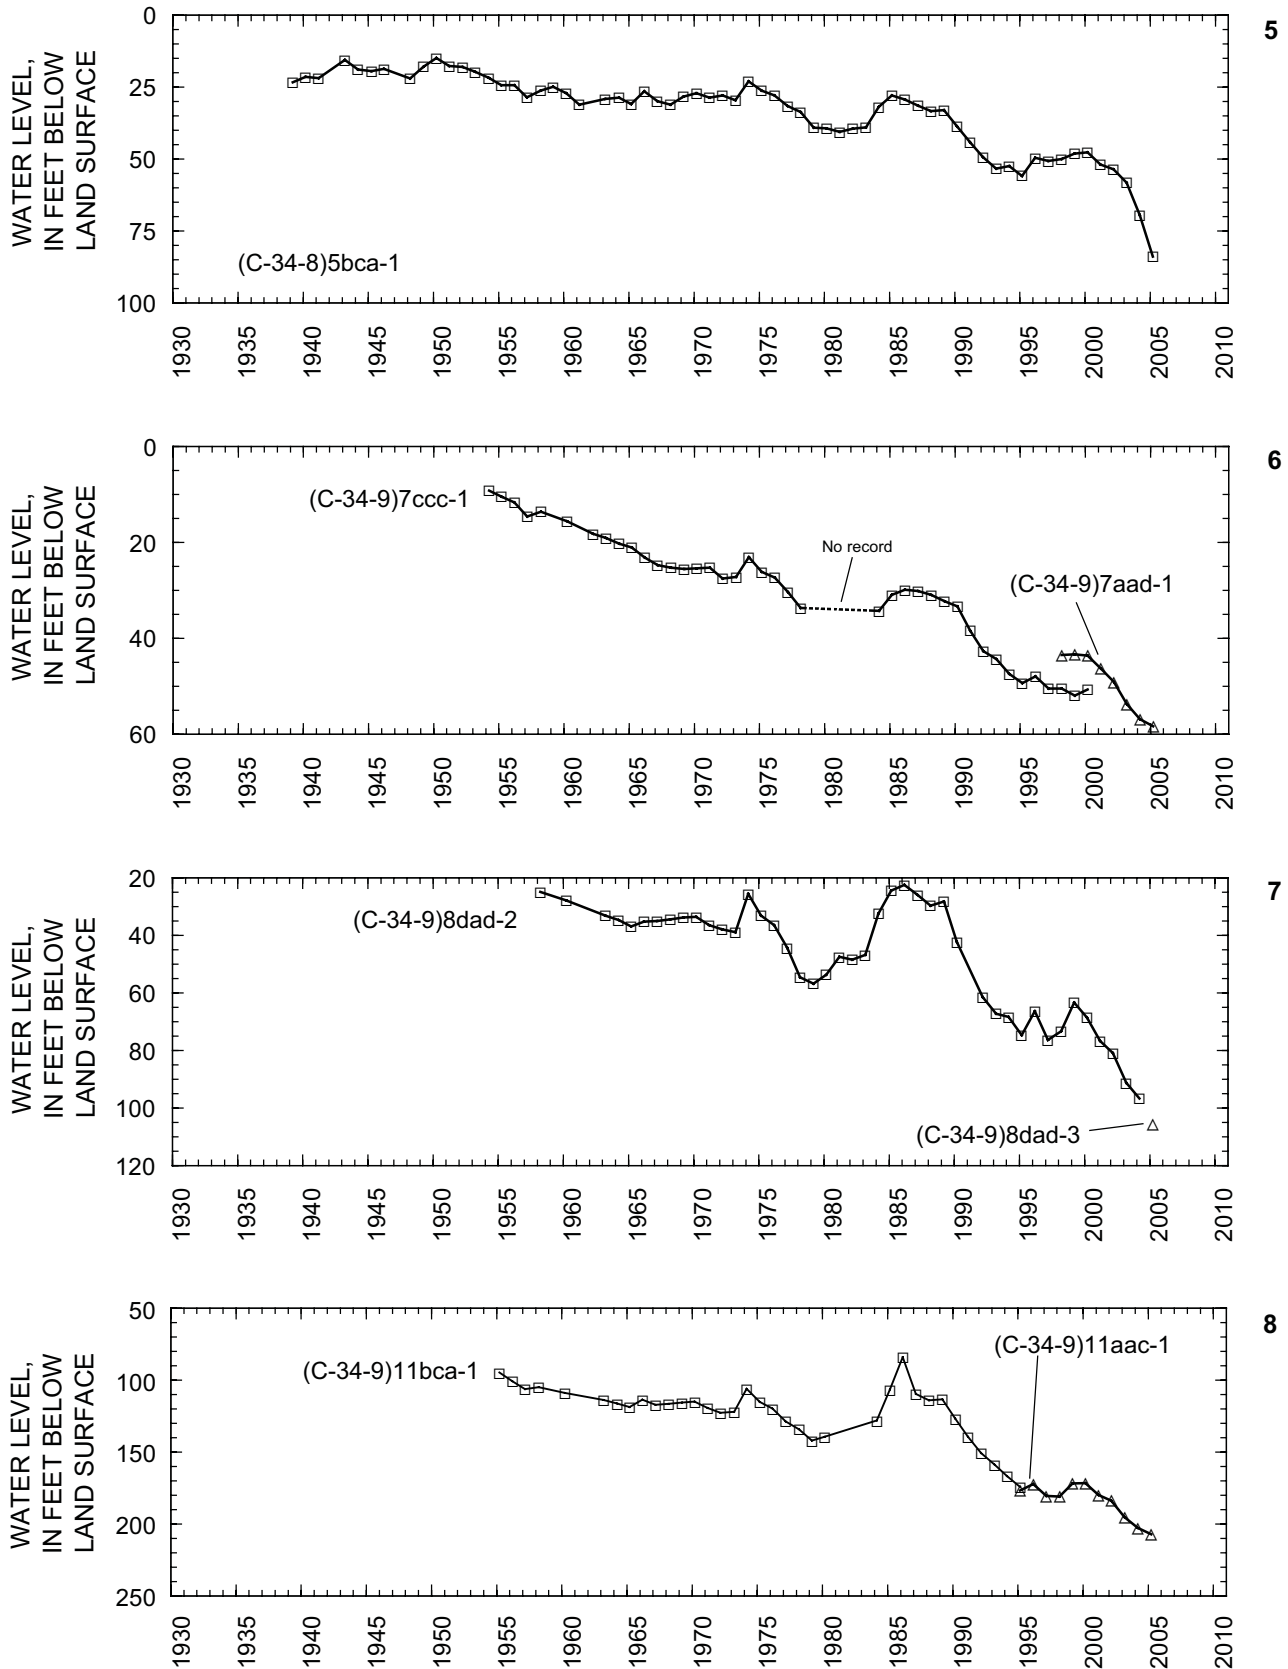 5
WATER LEVEL,
IN FEET BELOW
LAND SURFACE
0
25
50
75
100
(C-34-8)5bca-1
1930 1935 1940 1945 1950 1955 1960 1965 1970 1975 1980 1985 1990 1995 2000 2005 2010
6
WATER LEVEL,
IN FEET BELOW
LAND SURFACE
0
20
40
60
(C-34-9)7ccc-1
No record
(C-34-9)7aad-1
1930 1935 1940 1945 1950 1955 1960 1965 1970 1975 1980 1985 1990 1995 2000 2005 2010
7
WATER LEVEL,
IN FEET BELOW
LAND SURFACE
20
40
60
80
100
120
(C-34-9)8dad-2
(C-34-9)8dad-3
1930 1935 1940 1945 1950 1955 1960 1965 1970 1975 1980 1985 1990 1995 2000 2005 2010
8
WATER LEVEL,
IN FEET BELOW
LAND SURFACE
50
100
150
200
250
(C-34-9)11bca-1
(C-34-9)11aac-1
1930 1935 1940 1945 1950 1955 1960 1965 1970 1975 1980 1985 1990 1995 2000 2005 2010